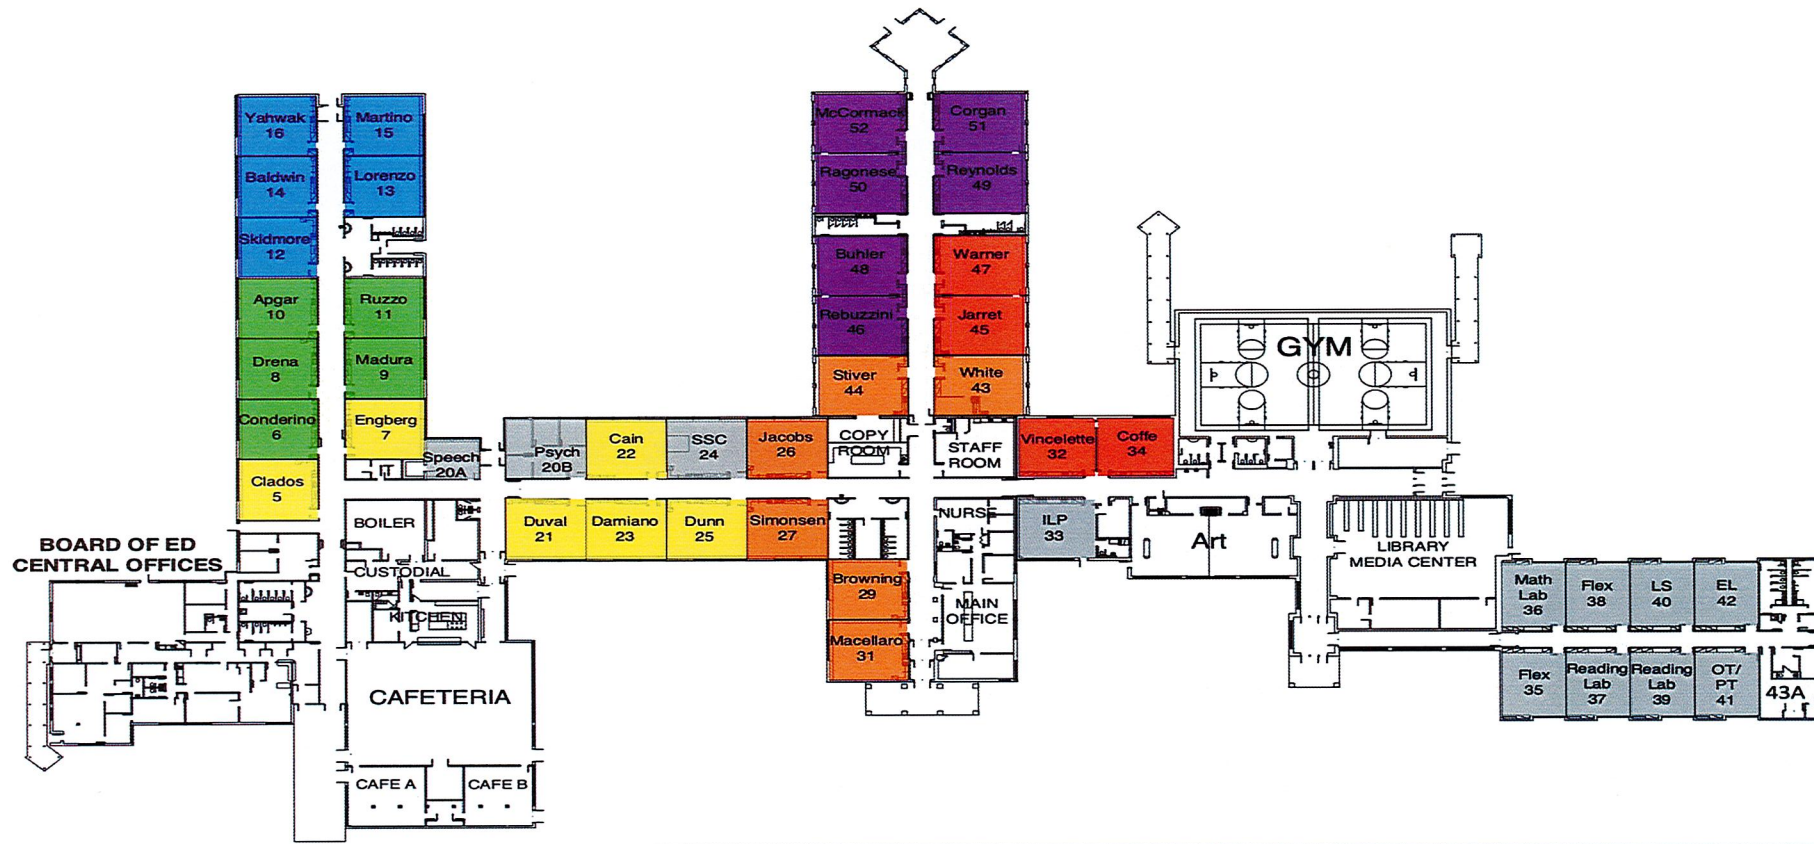 Yahwak
16
Martino
15
Baldwin
14
Lorenzo
13
Skidmore
12
Apgar
10
Ruzzo
11
Drena
8
Madura
9
Conderino
6
Engberg
7
Clados
5
Speech
20A
Psych
20B
Cain
22
SSC
24
Jacobs
26
Duval
21
Damiano
23
Dunn
25
Simonsen
27
Browning
29
Macellaro
31
McCormack
52
Corgan
51
Ragonese
50
Reynolds
49
Buhler
48
Warner
47
Rebuzzini
46
Jarret
45
Stiver
44
White
43
COPY
ROOM
STAFF
ROOM
Vincelette
32
Coffe
34
NURSE
ILP
33
MAIN
OFFICE
Art
GYM
LIBRARY
MEDIA CENTER
Math
Lab
36
Flex
38
LS
40
EL
42
Flex
35
Reading
Lab
37
Reading
Lab
39
OT/
PT
41
43A
BOARD OF ED
CENTRAL OFFICES
BOILER
CUSTODIAL
KITCHEN
CAFETERIA
CAFE A
CAFE B